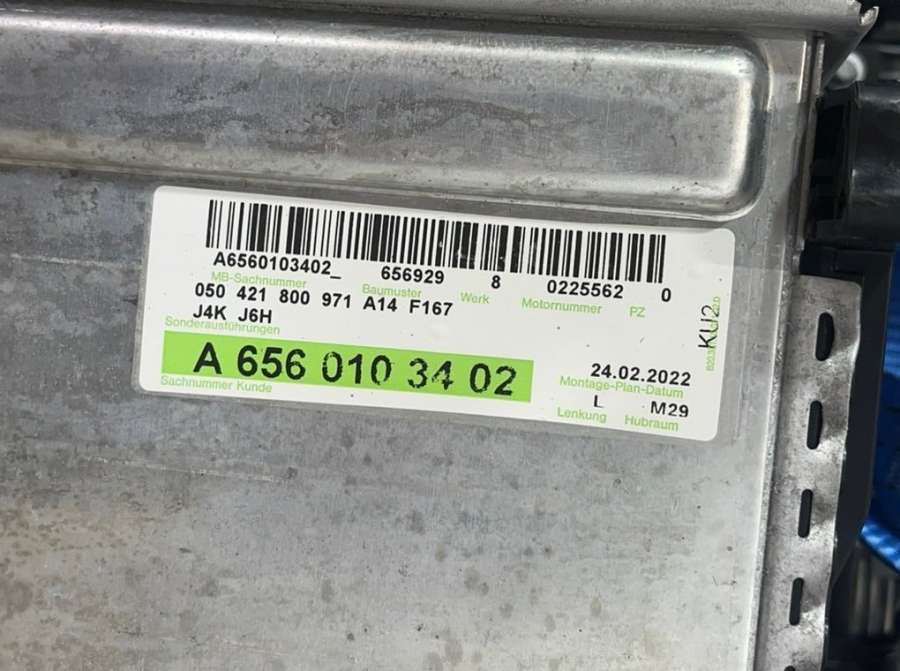 A6560103402_ 656929 8 0225562 0
MB-Sachnummer Baumuster Werk Motornummer PZ
050 421 800 971 A14 F167
J4K J6H
Sonderausführungen
A 656 010 34 02
Sachnummer Kunde
24.02.2022
Montage-Plan-Datum
L M29
Lenkung Hubraum
KU2